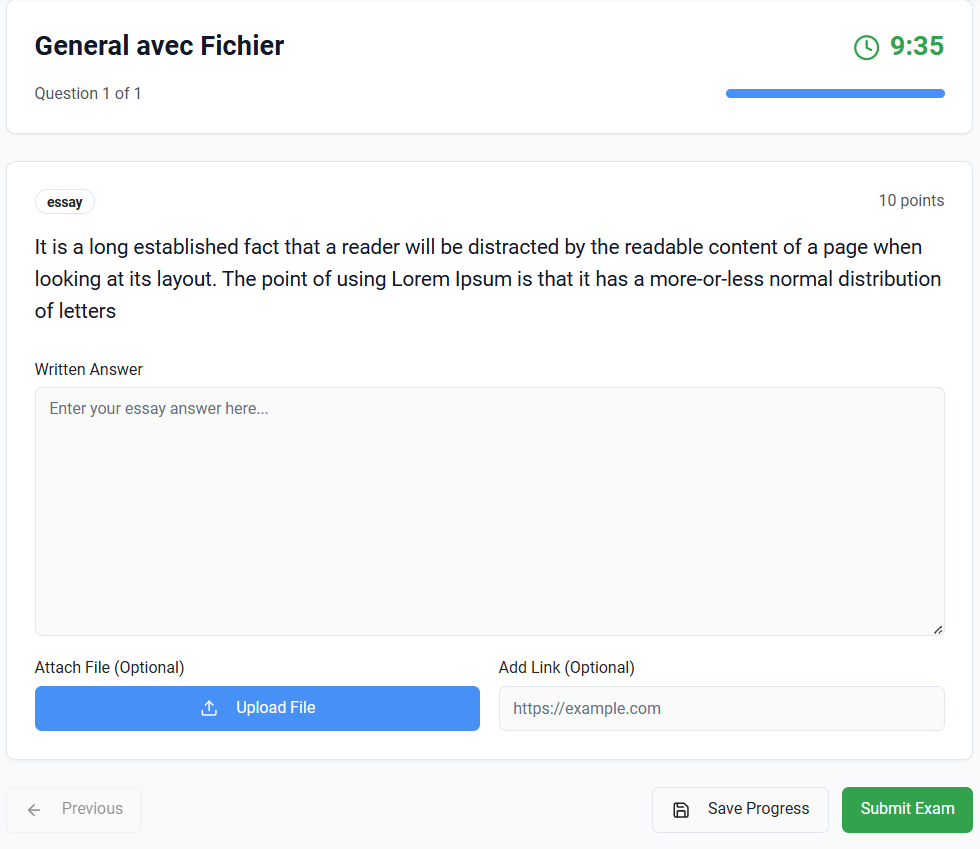 General avec Fichier
9:35
Question 1 of 1
essay
10 points
It is a long established fact that a reader will be distracted by the readable content of a page when
looking at its layout. The point of using Lorem Ipsum is that it has a more-or-less normal distribution
of letters
Written Answer
Enter your essay answer here...
Attach File (Optional)
Add Link (Optional)
Upload File
https://example.com
Previous
Save Progress
Submit Exam